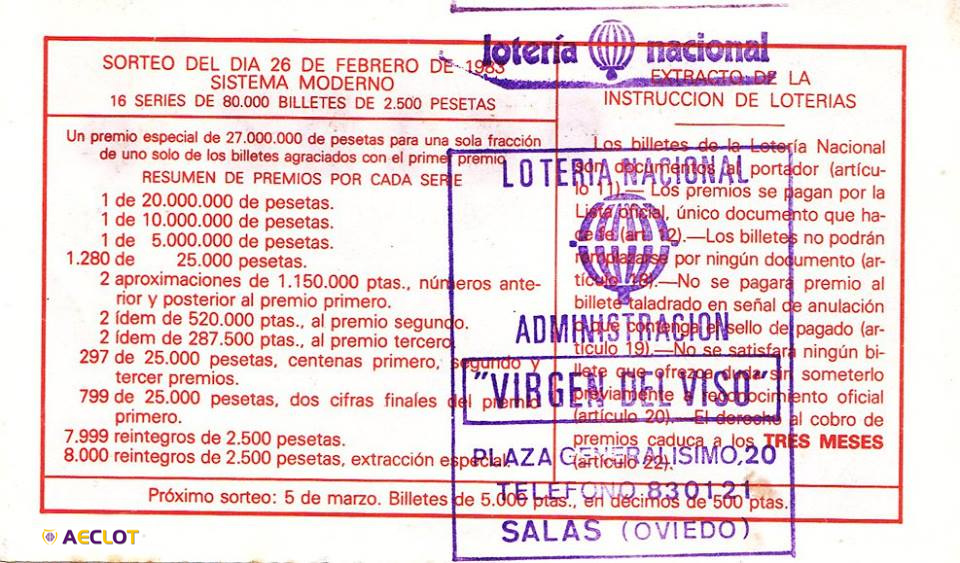 SORTEO DEL DIA 26 DE FEBRERO DE 1983
SISTEMA MODERNO
16 SERIES DE 80.000 BILLETES DE 2.500 PESETAS
Un premio especial de 27.000.000 de pesetas para una sola fracción
de uno solo de los billetes agraciados con el primer premio
RESUMEN DE PREMIOS POR CADA SERIE
1 de 20.000.000 de pesetas.
1 de 10.000.000 de pesetas.
1 de 5.000.000 de pesetas.
1.280 de 25.000 pesetas.
2 aproximaciones de 1.150.000 ptas., números ante-
rior y posterior al premio primero.
2 ídem de 520.000 ptas., al premio segundo.
2 ídem de 287.500 ptas., al premio tercero.
297 de 25.000 pesetas, centenas primero, segundo y
tercer premios.
799 de 25.000 pesetas, dos cifras finales del premio
primero.
7.999 reintegros de 2.500 pesetas.
8.000 reintegros de 2.500 pesetas, extracción especial.
lotería nacional
EXTRACTO DE LA
INSTRUCCION DE LOTERIAS
Los billetes de la Lotería Nacional
son documentos al portador (artícu-
lo 11).— Los premios se pagan por la
Lista oficial, único documento que ha-
ce fe (art. 12).—Los billetes no podrán
remplazarse por ningún documento (ar-
tículo 18).—No se pagará premio al
billete taladrado en señal de anulación
o que contenga el sello de pagado (ar-
tículo 19).—No se satisfará ningún bi-
llete que ofrezca duda sin someterlo
previamente a reconocimiento oficial
(artículo 20).—El derecho al cobro de
premios caduca a los TRES MESES
(artículo 22).
Próximo sorteo: 5 de marzo. Billetes de 5.000 ptas., en décimos de 500 ptas.
LOTERIA NACIONAL
ADMINISTRACION
"VIRGEN DEL VISO"
PLAZA GENERALISIMO,20
TELEFONO 830121
SALAS (OVIEDO)
AECLOT